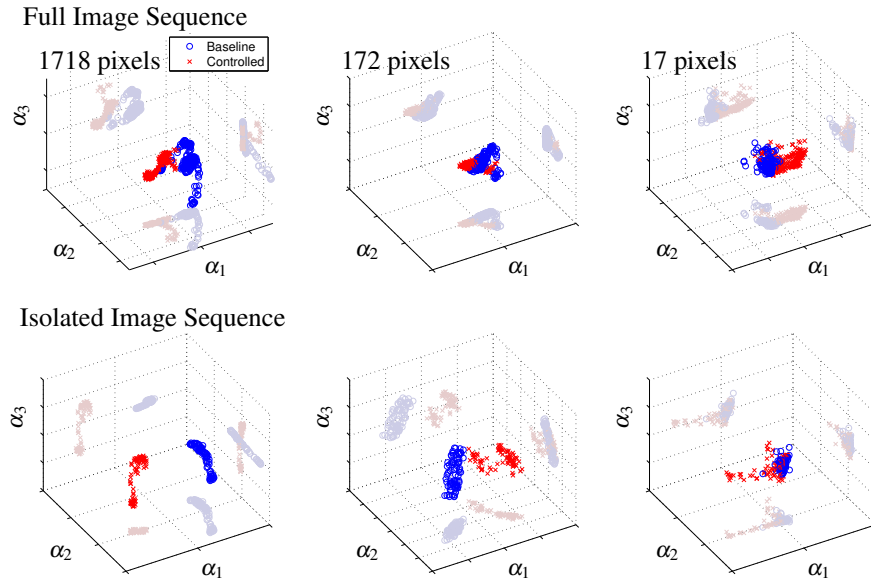 Full Image Sequence
1718 pixels
Baseline
Controlled
172 pixels
17 pixels
α3
α2
α1
α3
α2
α1
α3
α2
α1
Isolated Image Sequence
α3
α2
α1
α3
α2
α1
α3
α2
α1